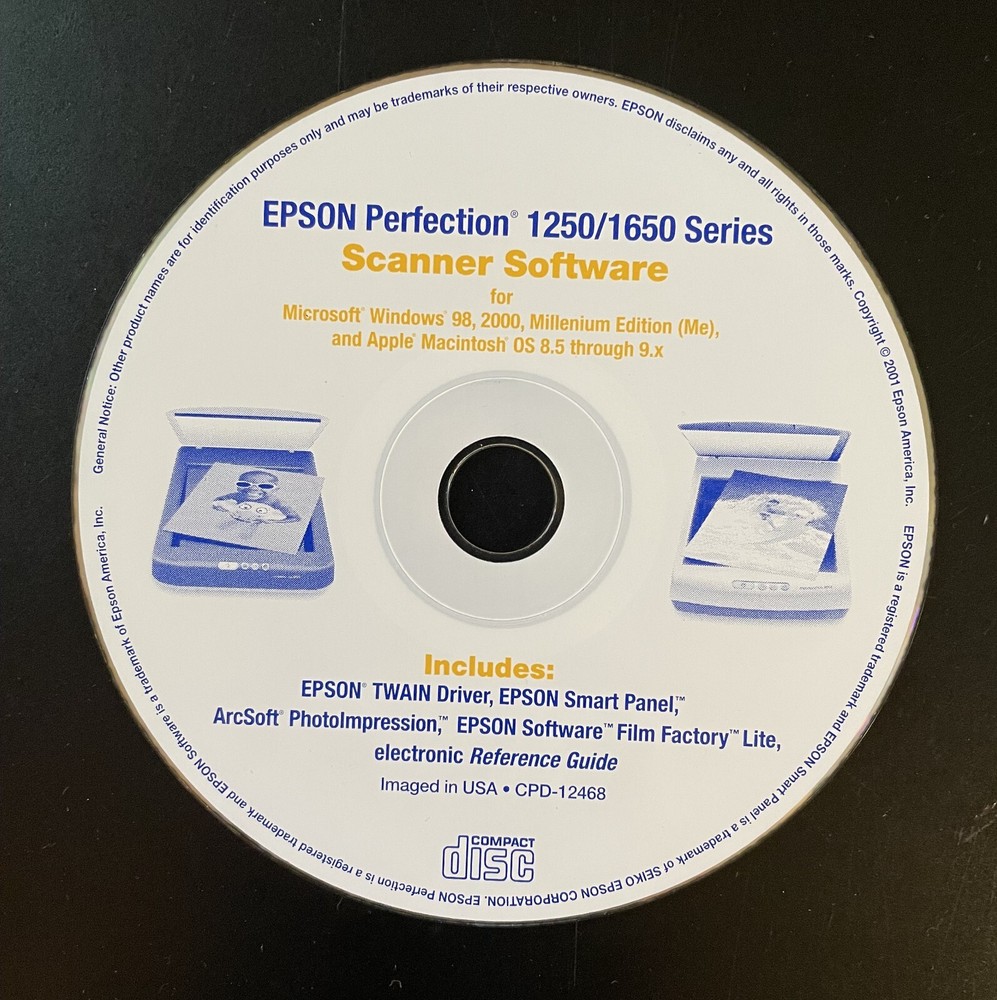 EPSON Perfection® 1250/1650 Series
Scanner Software
for
Microsoft® Windows® 98, 2000, Millenium Edition (Me),
and Apple® Macintosh® OS 8.5 through 9.x
Includes:
EPSON® TWAIN Driver, EPSON Smart Panel,™
ArcSoft® PhotoImpression,™ EPSON Software™ Film Factory™ Lite,
electronic Reference Guide
Imaged in USA • CPD-12468
COMPACT
disc
General Notice: Other product names are for identification purposes only and may be trademarks of their respective owners. EPSON disclaims any and all rights in those marks. Copyright © 2001 Epson America, Inc.
EPSON is a registered trademark and EPSON Smart Panel is a trademark of SEIKO EPSON CORPORATION. EPSON Perfection is a registered trademark and EPSON Software is a trademark of Epson America, Inc.